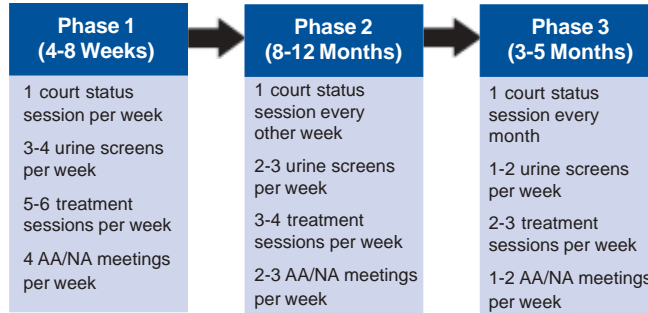 Phase 1
(4-8 Weeks)
1 court status
session per week
3-4 urine screens
per week
5-6 treatment
sessions per week
4 AA/NA meetings
per week
Phase 2
(8-12 Months)
1 court status
session every
other week
2-3 urine screens
per week
3-4 treatment
sessions per week
2-3 AA/NA meetings
per week
Phase 3
(3-5 Months)
1 court status
session every
month
1-2 urine screens
per week
2-3 treatment
sessions per week
1-2 AA/NA meetings
per week